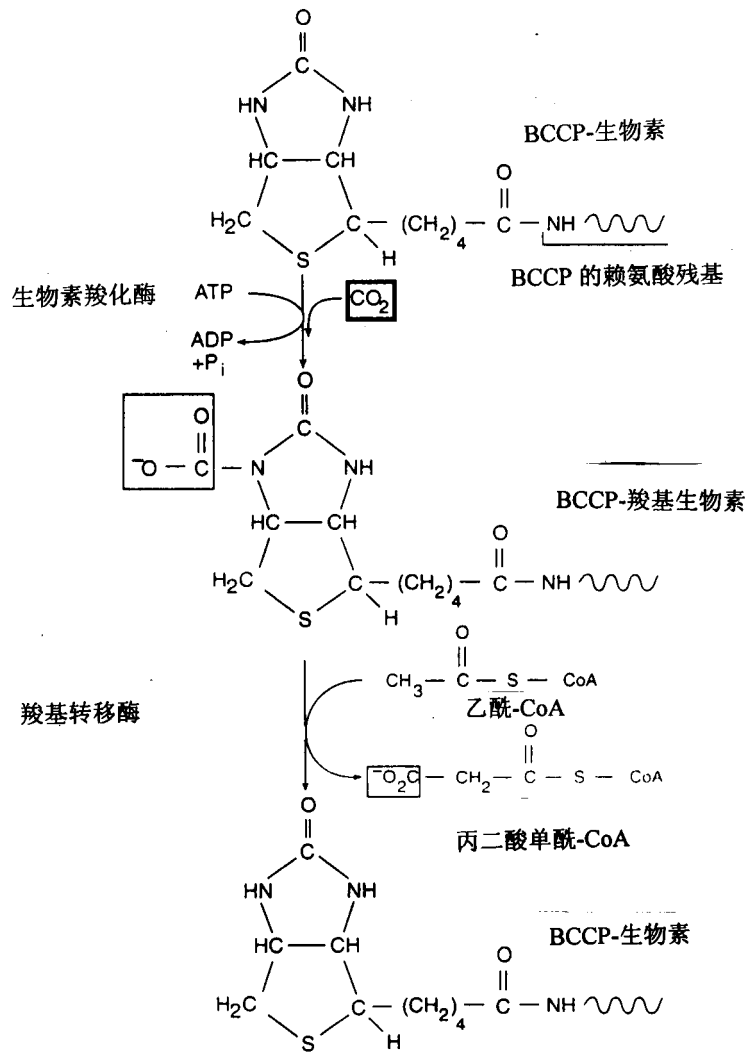 O
C
HN NH
BCCP-生物素
HC — CH
O
H₂C C — (CH₂)₄ — C — NH
S H
BCCP 的赖氨酸残基
生物素羧化酶 ATP CO₂
ADP
+Pi
O
O C
⁻O — C — N NH
BCCP-羧基生物素
HC — CH
O
H₂C C — (CH₂)₄ — C — NH
S H
O
CH₃ — C — S — CoA
羧基转移酶 乙酰-CoA
O
⁻O₂C — CH₂ — C — S — CoA
O
丙二酸单酰-CoA
C
HN NH
BCCP-生物素
HC — CH
O
H₂C C — (CH₂)₄ — C — NH
S H